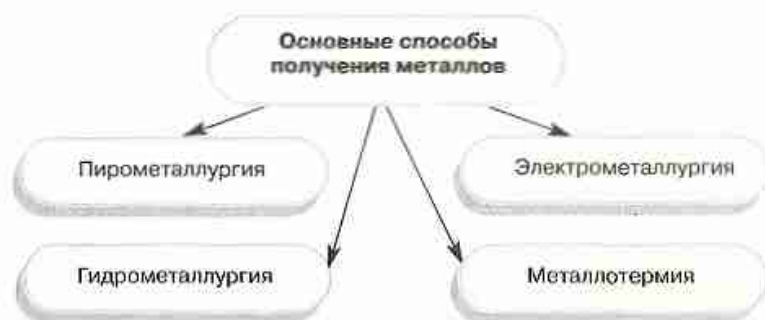 Основные способы
получения металлов
Пирометаллургия
Электрометаллургия
Гидрометаллургия
Металлотермия